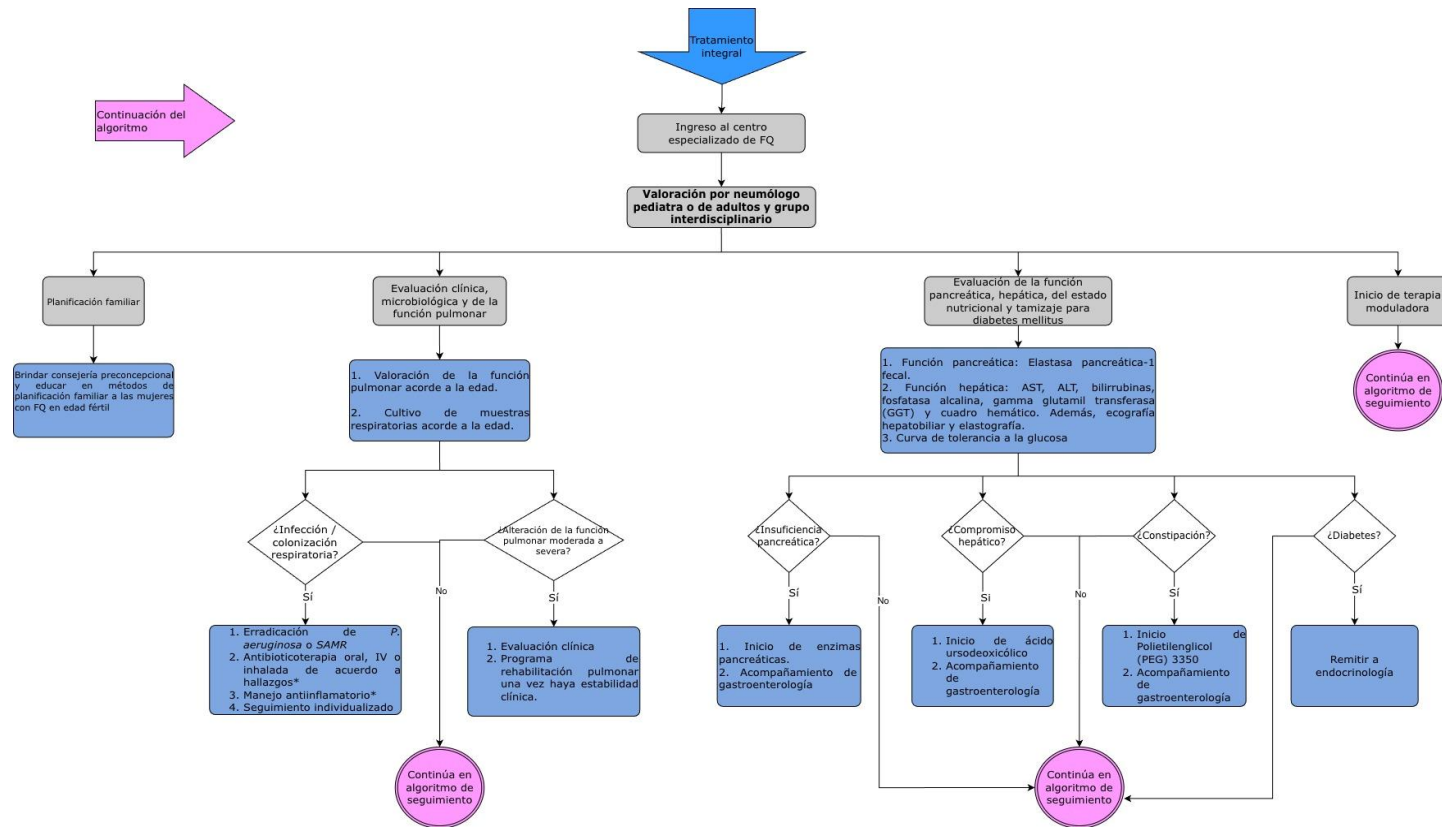 Tratamiento
integral
Continuación del
algoritmo
Ingreso al centro
especializado de FQ
Valoración por neumólogo
pediatra o de adultos y grupo
interdisciplinario
Planificación familiar
Evaluación clínica,
microbiológica y de la
función pulmonar
Evaluación de la función
pancreática, hepática, del estado
nutricional y tamizaje para
diabetes mellitus
Inicio de terapia
moduladora
Brindar consejería preconcepcional
y educar en métodos de
planificación familiar a las mujeres
con FQ en edad fértil
1. Valoración de la función
pulmonar acorde a la edad.
2. Cultivo de muestras
respiratorias acorde a la edad.
1. Función pancreática: Elastasa pancreática-1
fecal.
2. Función hepática: AST, ALT, bilirrubinas,
fosfatasa alcalina, gamma glutamil transferasa
(GGT) y cuadro hemático. Además, ecografía
hepatobiliar y elastografía.
3. Curva de tolerancia a la glucosa
Continúa en
algoritmo de
seguimiento
¿Infección /
colonización
respiratoria?
¿Alteración de la función
pulmonar moderada a
severa?
¿Insuficiencia
pancreática?
¿Compromiso
hepático?
¿Constipación?
¿Diabetes?
Sí
No
Sí
Sí
No
Si
No
Sí
Sí
1. Erradicación de P.
aeruginosa o SAMR
2. Antibioticoterapia oral, IV o
inhalada de acuerdo a
hallazgos*
3. Manejo antiinflamatorio*
4. Seguimiento individualizado
1. Evaluación clínica
2. Programa de
rehabilitación pulmonar
una vez haya estabilidad
clínica.
1. Inicio de enzimas
pancreáticas.
2. Acompañamiento de
gastroenterología
1. Inicio de ácido
ursodeoxicólico
2. Acompañamiento
de
gastroenterología
1. Inicio de
Polietilenglicol
(PEG) 3350
2. Acompañamiento
de
gastroenterología
Remitir a
endocrinología
Continúa en
algoritmo de
seguimiento
Continúa en
algoritmo de
seguimiento